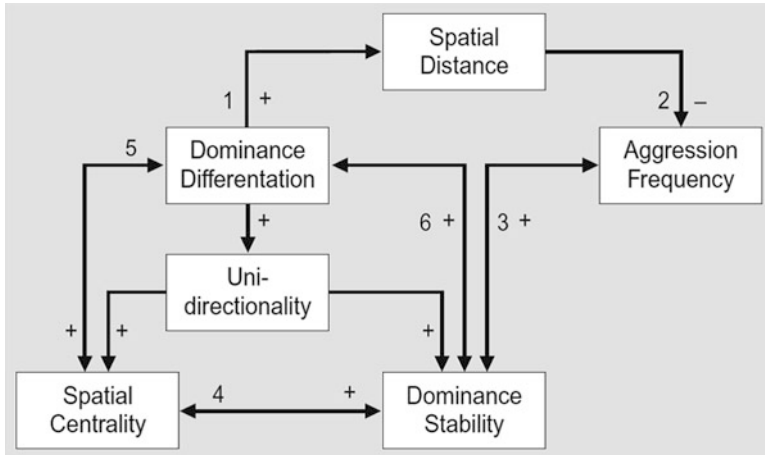 Spatial
Distance
1 +
2 –
5
Dominance
Differentation
Aggression
Frequency
+
6 +
3 +
Uni-
directionality
+
+
+
Spatial
Centrality
4
+
Dominance
Stability